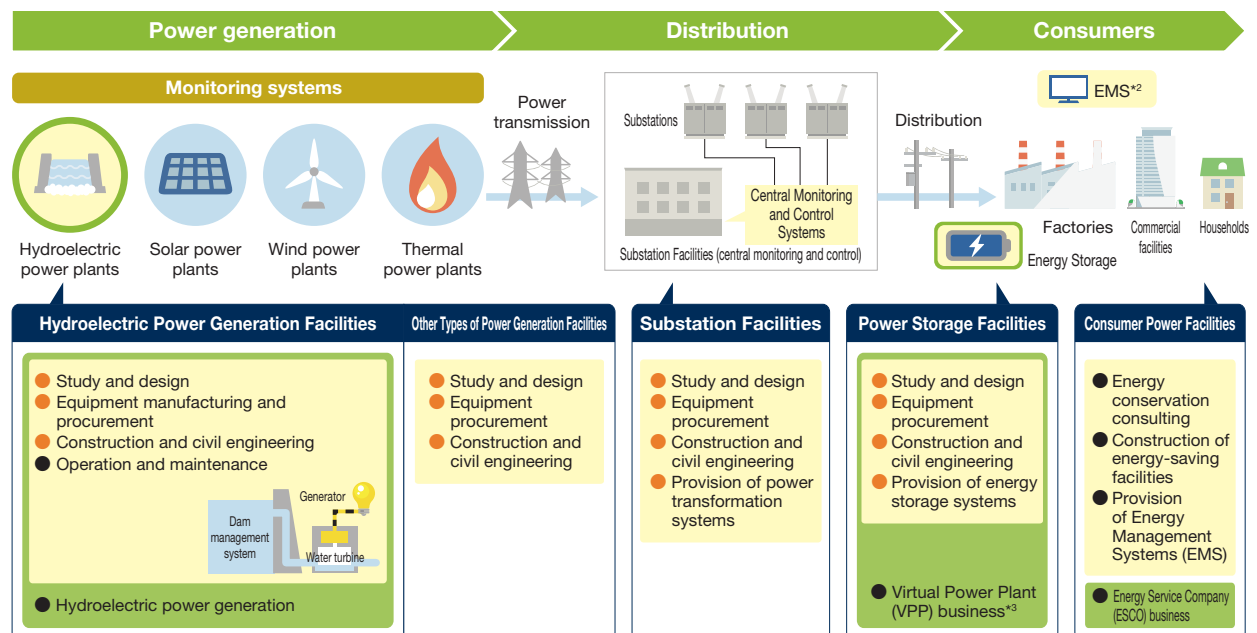 Power generation
Distribution
Consumers
Monitoring systems
Hydroelectric
power plants
Solar power
plants
Wind power
plants
Thermal
power plants
Power
transmission
Substations
Central Monitoring
and Control
Systems
Substation Facilities (central monitoring and control)
Distribution
EMS*2
Factories
Commercial
facilities
Households
Energy Storage
Hydroelectric Power Generation Facilities
● Study and design
● Equipment manufacturing and
procurement
● Construction and civil engineering
● Operation and maintenance
Dam
management
system
Generator
Water turbine
● Hydroelectric power generation
Other Types of Power Generation Facilities
● Study and design
● Equipment
procurement
● Construction and
civil engineering
Substation Facilities
● Study and design
● Equipment
procurement
● Construction and
civil engineering
● Provision of power
transformation
systems
Power Storage Facilities
● Study and design
● Equipment
procurement
● Construction and
civil engineering
● Provision of energy
storage systems
● Virtual Power Plant
(VPP) business*3
Consumer Power Facilities
● Energy
conservation
consulting
● Construction of
energy-saving
facilities
● Provision
of Energy
Management
Systems (EMS)
● Energy Service Company
(ESCO) business